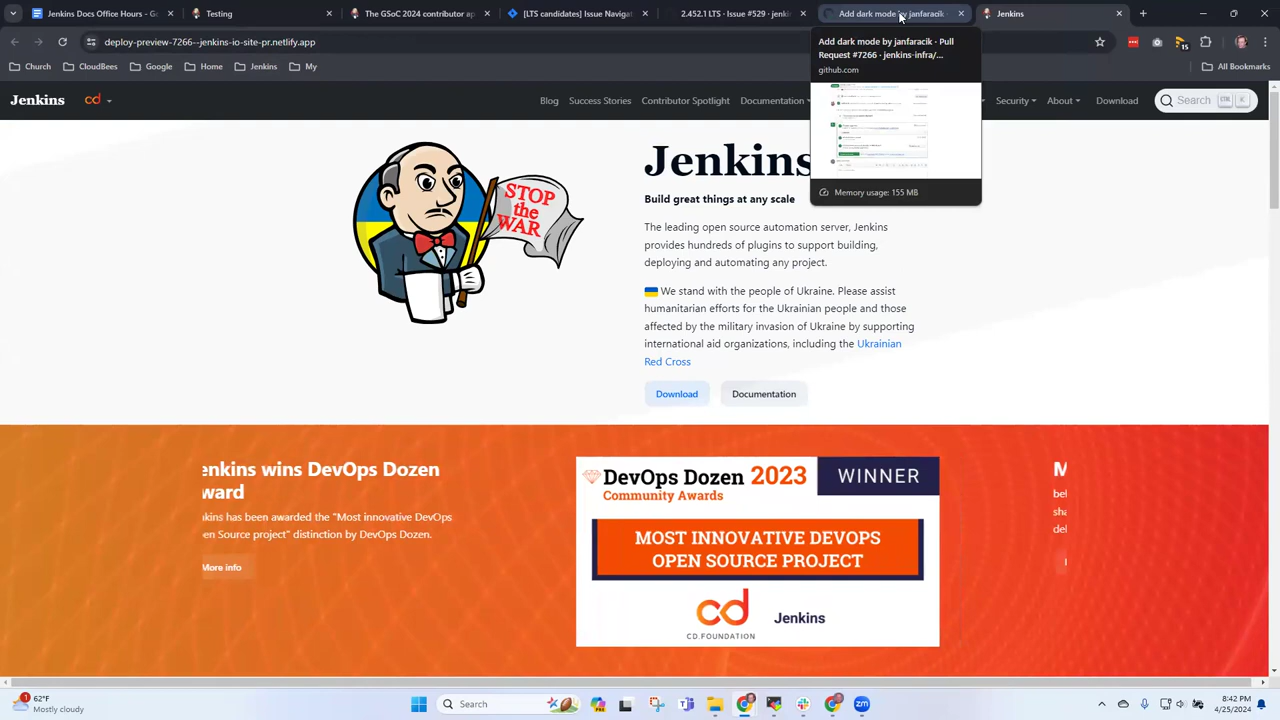 Jenkins Docs Office Hours -
Jenkins
The GSoC 2024 contributor ap
[LTS candidates] Issue Navigat
2.452.1 LTS · Issue #529 · jenkin
Add dark mode by janfaracik ·
Jenkins
deploy-preview-7266--jenkins-io-site-pr.netlify.app
Church
CloudBees
Jenkins
My
All Bookmarks
Add dark mode by janfaracik · Pull
Request #7266 · jenkins-infra/...
github.com
Memory usage: 155 MB
Jenkins
cd
Blog
Spotlight
Documentation
Security
About
Download
Search
Jenkins
Build great things at any scale
The leading open source automation server, Jenkins
provides hundreds of plugins to support building,
deploying and automating any project.
We stand with the people of Ukraine. Please assist
humanitarian efforts for the Ukrainian people and those
affected by the military invasion of Ukraine by supporting
international aid organizations, including the Ukrainian
Red Cross
Download
Documentation
STOP
the
WAR
enkins wins DevOps Dozen
ward
kins has been awarded the "Most innovative DevOps
en Source project" distinction by DevOps Dozen.
More info
DevOps Dozen 2023
Community Awards
WINNER
MOST INNOVATIVE DEVOPS
OPEN SOURCE PROJECT
cd
CD.FOUNDATION
Jenkins
M
bel
sha
del
62°F
Mostly cloudy
Search
zm
8:42 PM
4/25/2024